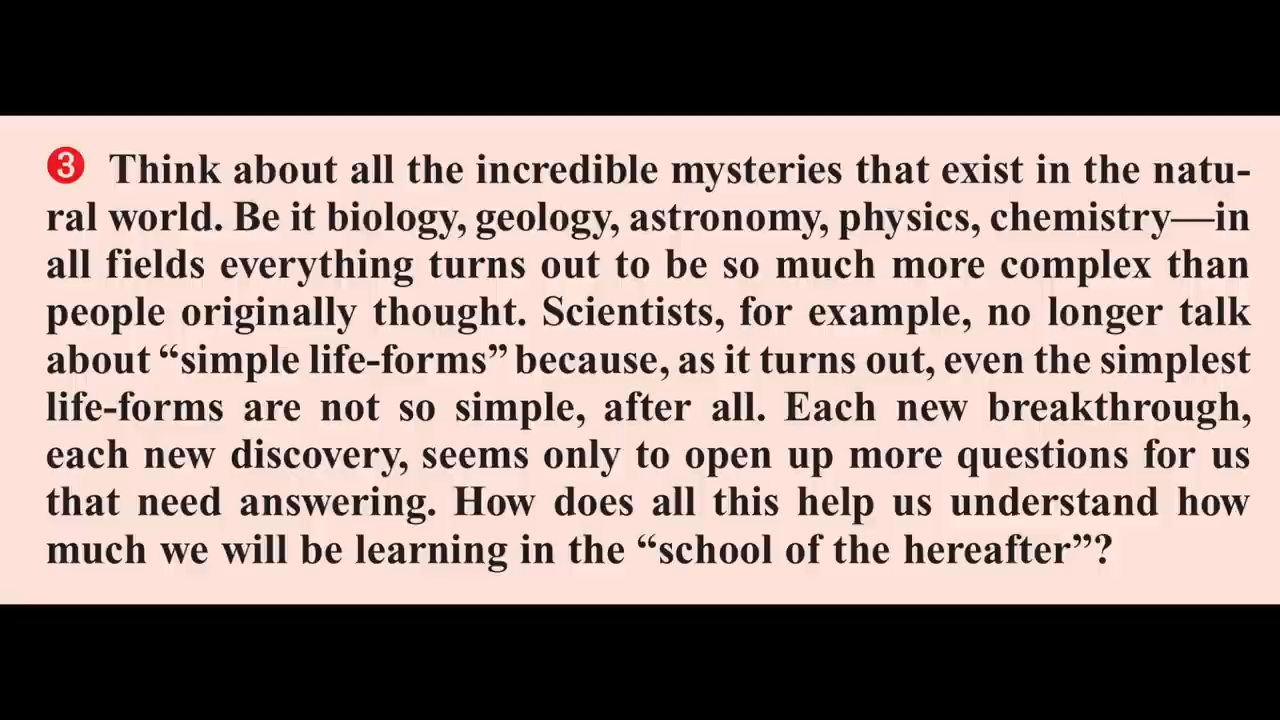 3 Think about all the incredible mysteries that exist in the natu-
ral world. Be it biology, geology, astronomy, physics, chemistry—in
all fields everything turns out to be so much more complex than
people originally thought. Scientists, for example, no longer talk
about “simple life-forms” because, as it turns out, even the simplest
life-forms are not so simple, after all. Each new breakthrough,
each new discovery, seems only to open up more questions for us
that need answering. How does all this help us understand how
much we will be learning in the “school of the hereafter”?